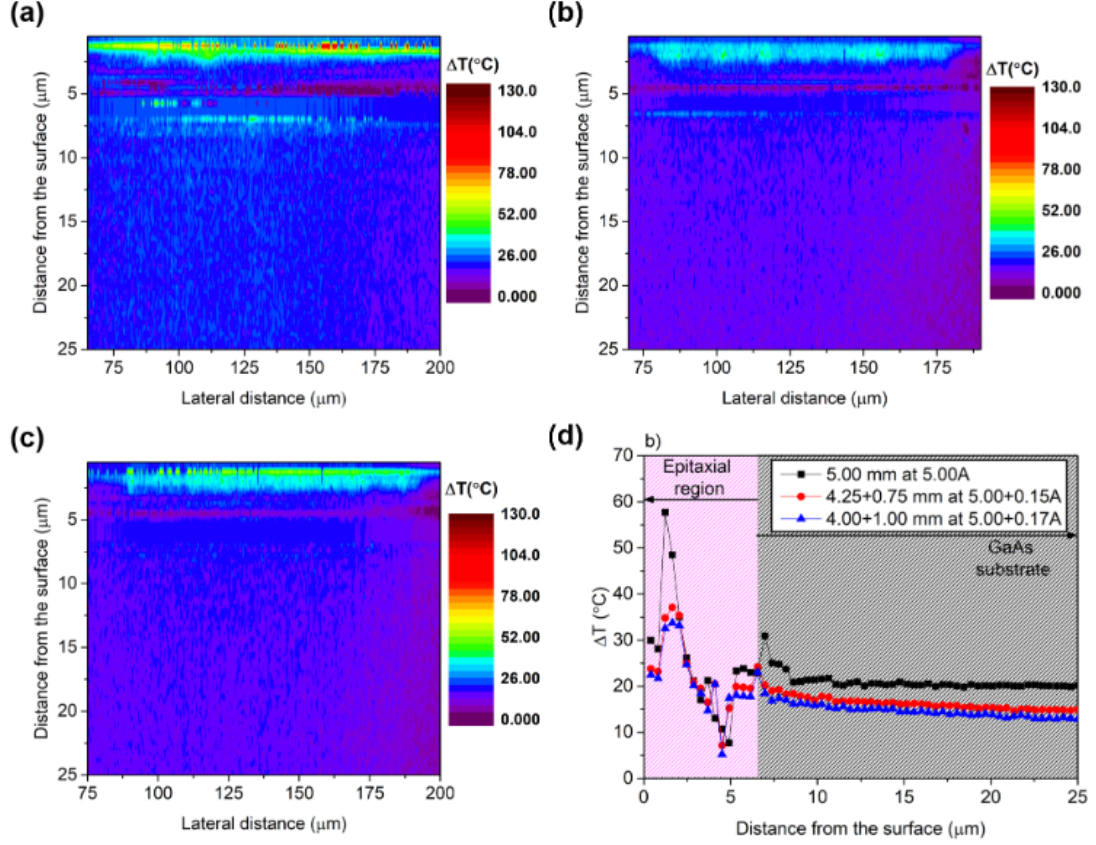 (a)
Distance from the surface (μm)
5
10
15
20
25
75
100
125
150
175
200
Lateral distance (μm)
ΔT(°C)
130.0
104.0
78.00
52.00
26.00
0.000
(b)
Distance from the surface (μm)
5
10
15
20
25
75
100
125
150
175
Lateral distance (μm)
ΔT(°C)
130.0
104.0
78.00
52.00
26.00
0.000
(c)
Distance from the surface (μm)
5
10
15
20
25
75
100
125
150
175
200
Lateral distance (μm)
ΔT(°C)
130.0
104.0
78.00
52.00
26.00
0.000
(d)
b)
ΔT (°C)
70
60
50
40
30
20
10
0
Epitaxial
region
5.00 mm at 5.00A
4.25+0.75 mm at 5.00+0.15A
4.00+1.00 mm at 5.00+0.17A
GaAs
substrate
0
5
10
15
20
25
Distance from the surface (μm)